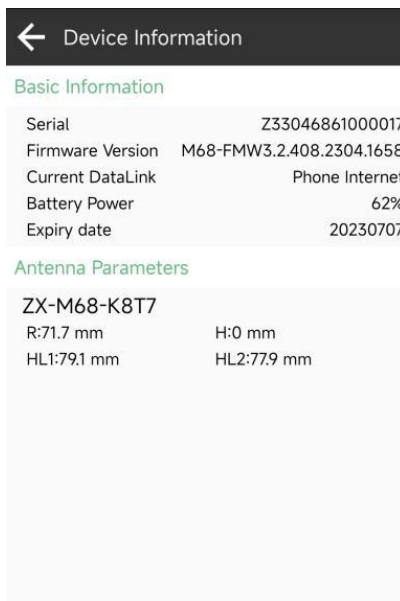 Device Information
Basic Information
Serial Z33046861000017
Firmware Version M68-FMW3.2.408.2304.1658
Current DataLink Phone Internet
Battery Power 62%
Expiry date 20230707
Antenna Parameters
ZX-M68-K8T7
R:71.7 mm H:0 mm
HL1:79.1 mm HL2:77.9 mm